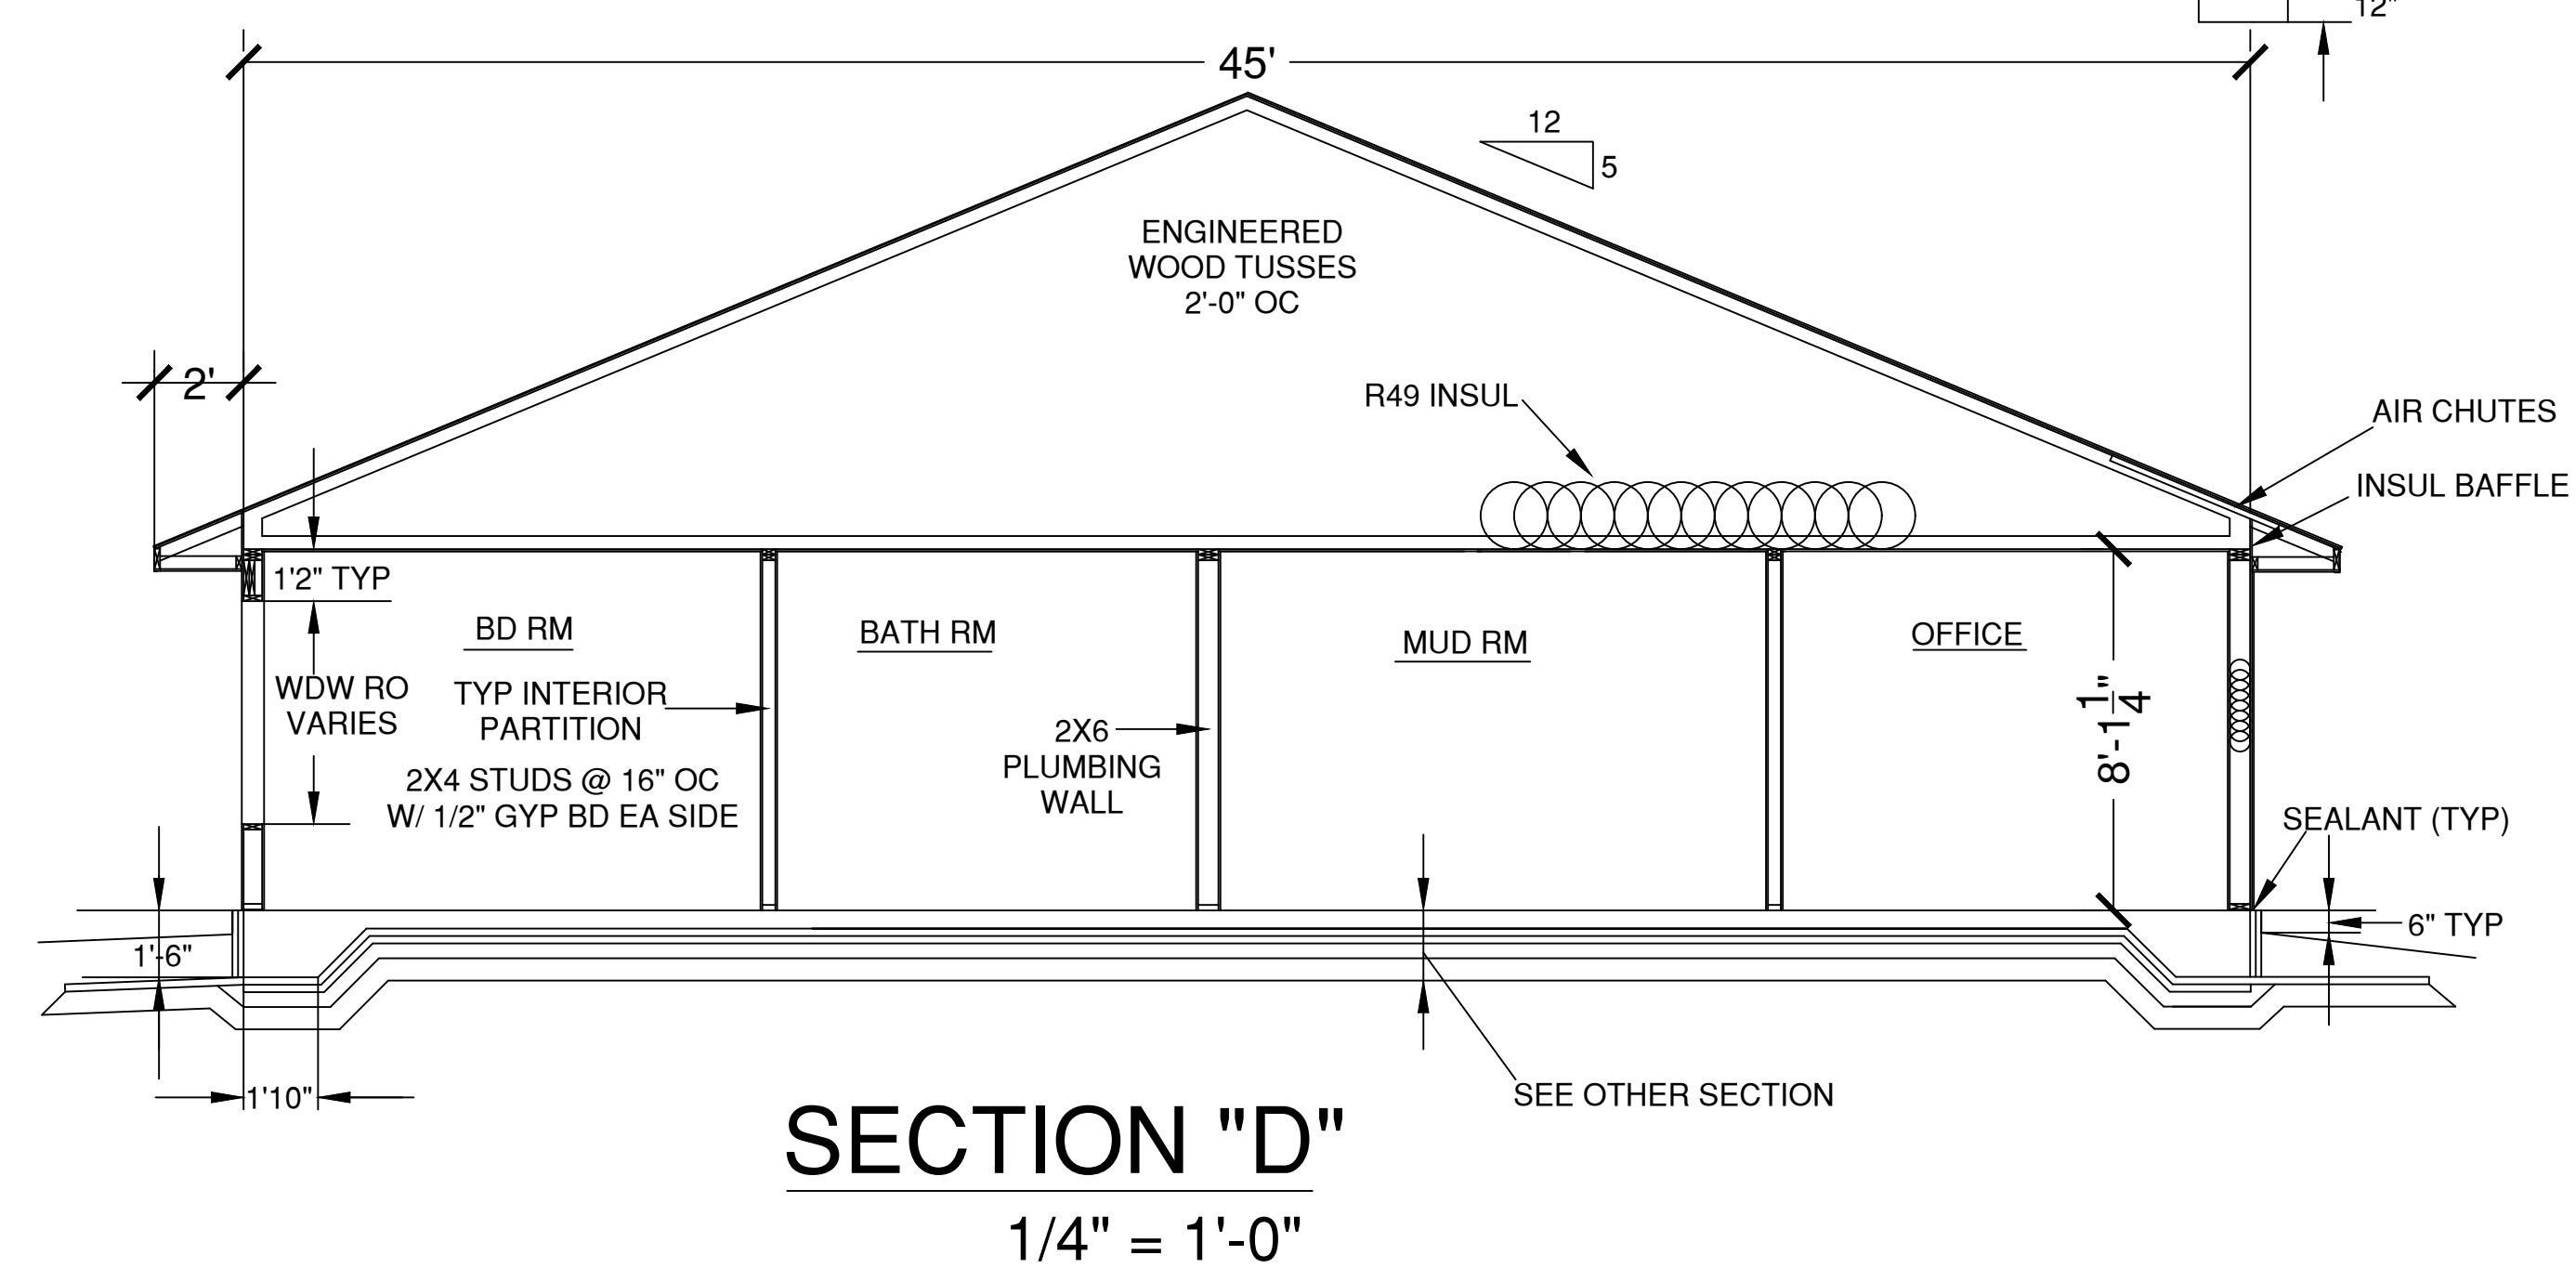 12"
45'
12
5
ENGINEERED
WOOD TUSSES
2'-0" OC
2'
R49 INSUL
AIR CHUTES
INSUL BAFFLE
1'2" TYP
BD RM
BATH RM
MUD RM
OFFICE
WDW RO
VARIES
TYP INTERIOR
PARTITION
2X4 STUDS @ 16" OC
W/ 1/2" GYP BD EA SIDE
2X6
PLUMBING
WALL
8'-1 1/4"
SEALANT (TYP)
6" TYP
1'-6"
1'10"
SEE OTHER SECTION
SECTION "D"
1/4" = 1'-0"